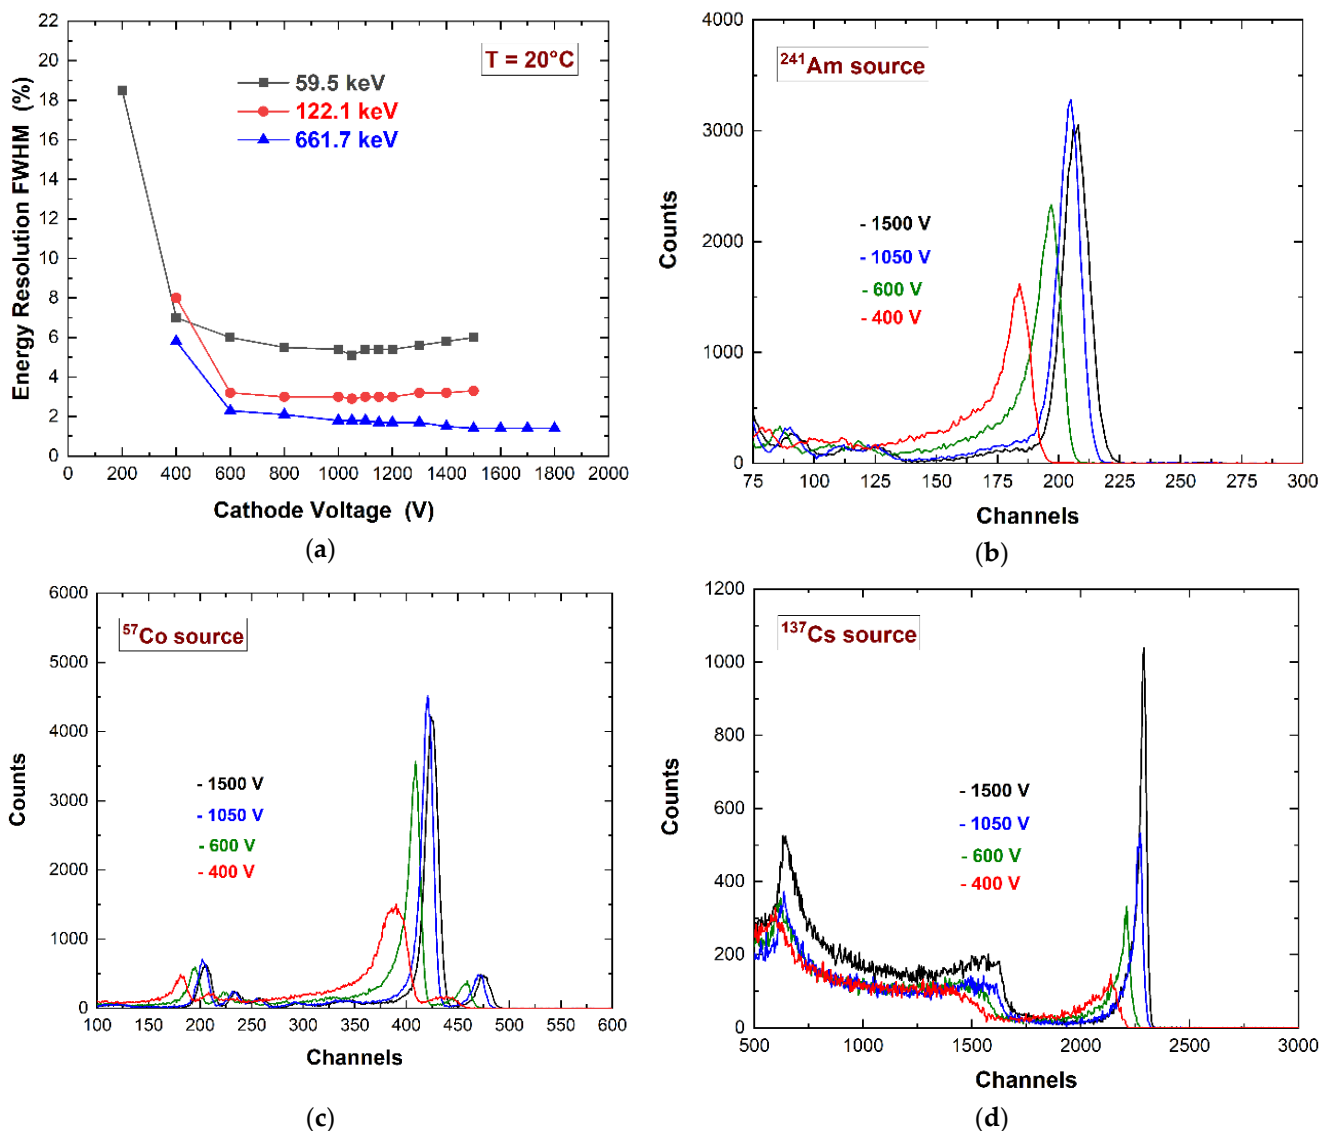 22
20
18
16
14
12
10
8
6
4
2
0
Energy Resolution FWHM (%)
T = 20°C
59.5 keV
122.1 keV
661.7 keV
0 200 400 600 800 1000 1200 1400 1600 1800 2000
Cathode Voltage (V)
(a)
4000
3000
2000
1000
0
Counts
241Am source
- 1500 V
- 1050 V
- 600 V
- 400 V
75 100 125 150 175 200 225 250 275 300
Channels
(b)
6000
5000
4000
3000
2000
1000
0
Counts
57Co source
- 1500 V
- 1050 V
- 600 V
- 400 V
100 150 200 250 300 350 400 450 500 550 600
Channels
(c)
1200
1000
800
600
400
200
0
Counts
137Cs source
- 1500 V
- 1050 V
- 600 V
- 400 V
500 1000 1500 2000 2500 3000
Channels
(d)